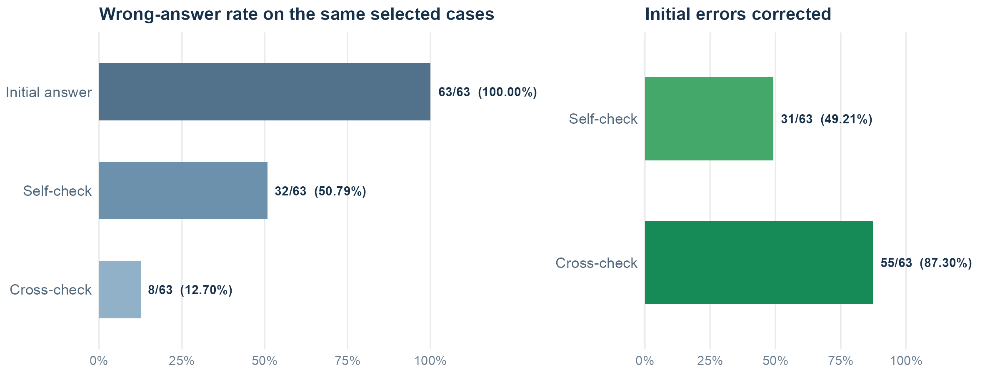 Wrong-answer rate on the same selected cases
Initial answer
63/63 (100.00%)
Self-check
32/63 (50.79%)
Cross-check
8/63 (12.70%)
0% 25% 50% 75% 100%
Initial errors corrected
Self-check
31/63 (49.21%)
Cross-check
55/63 (87.30%)
0% 25% 50% 75% 100%